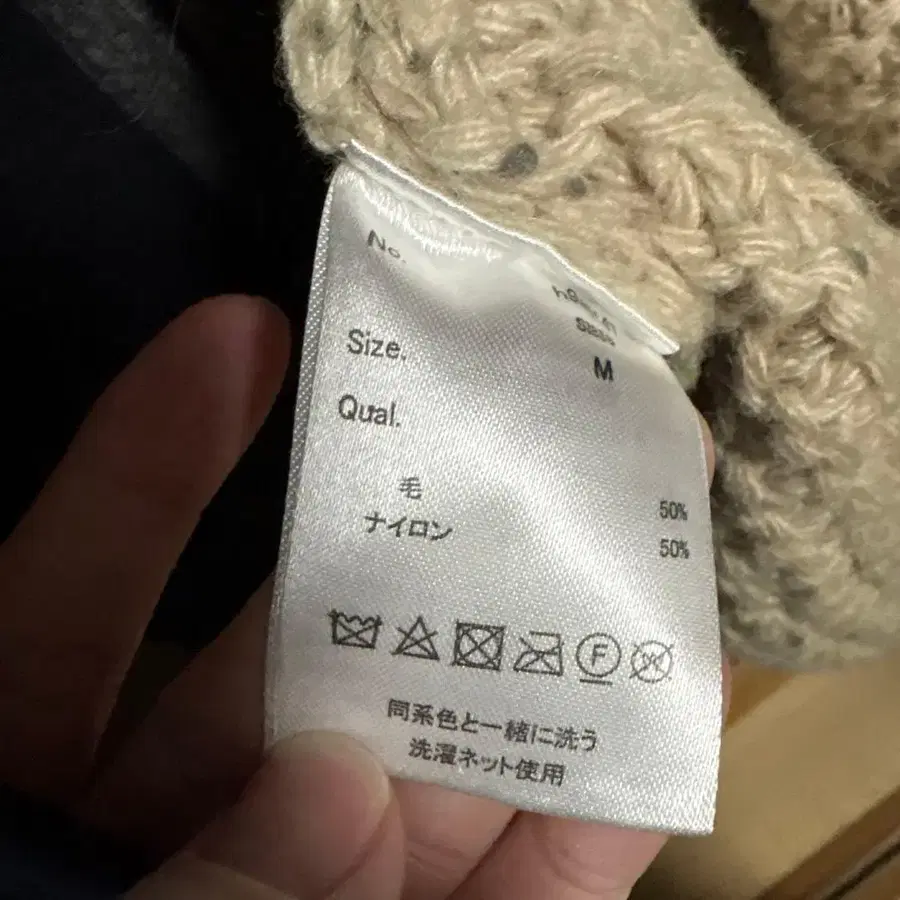 No.
Size. M
Qual.
毛 50%
ナイロン 50%
F
同系色と一緒に洗う
洗濯ネット使用